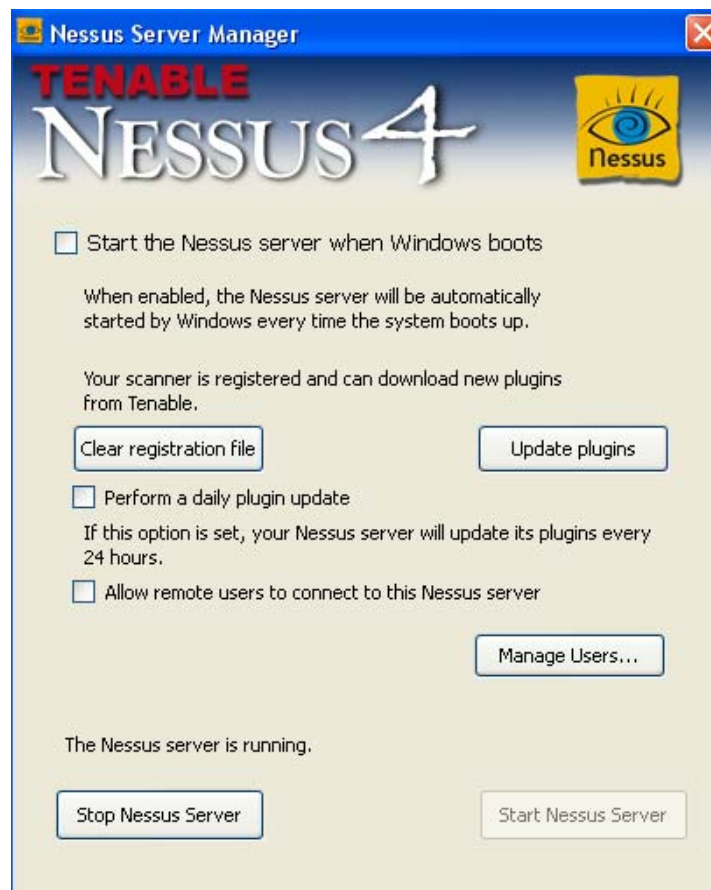 Nessus Server Manager
TENABLE
NESSUS 4
Nessus
Start the Nessus server when Windows boots
When enabled, the Nessus server will be automatically
started by Windows every time the system boots up.
Your scanner is registered and can download new plugins
from Tenable.
Clear registration file
Update plugins
Perform a daily plugin update
If this option is set, your Nessus server will update its plugins every
24 hours.
Allow remote users to connect to this Nessus server
Manage Users...
The Nessus server is running.
Stop Nessus Server
Start Nessus Server